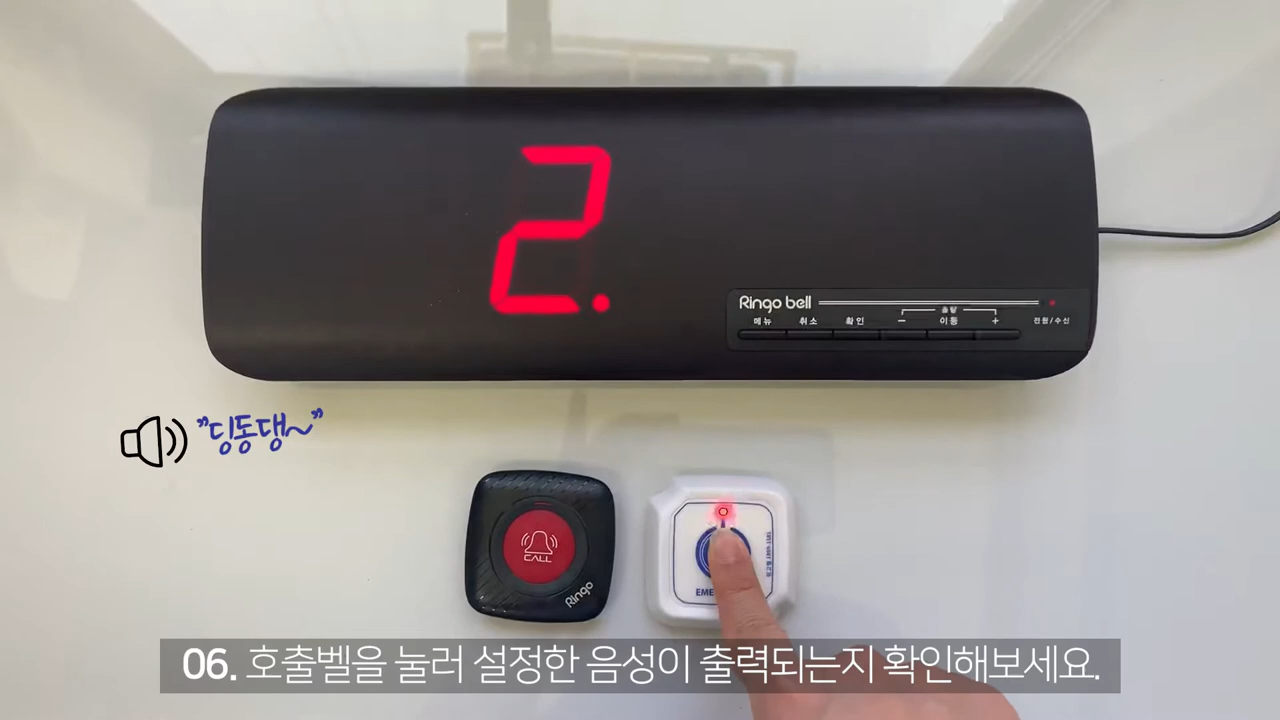 2.
Ringo bell
음량
메뉴 취소 확인 − 이동 + 전원/수신
"딩동댕~"
CALL
Ringo
EME
06. 호출벨을 눌러 설정한 음성이 출력되는지 확인해보세요.